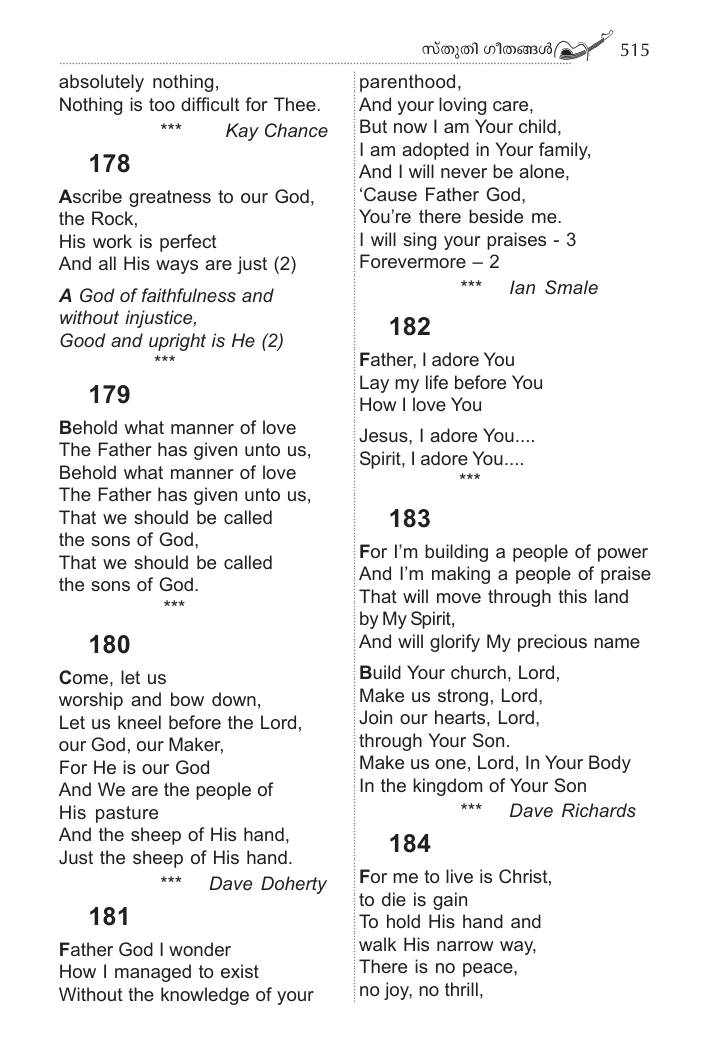 സ്തുതി ഗീതങ്ങൾ 515
absolutely nothing,
Nothing is too difficult for Thee.
*** Kay Chance
178
Ascribe greatness to our God,
the Rock,
His work is perfect
And all His ways are just (2)
A God of faithfulness and
without injustice,
Good and upright is He (2)
***
179
Behold what manner of love
The Father has given unto us,
Behold what manner of love
The Father has given unto us,
That we should be called
the sons of God,
That we should be called
the sons of God.
***
180
Come, let us
worship and bow down,
Let us kneel before the Lord,
our God, our Maker,
For He is our God
And We are the people of
His pasture
And the sheep of His hand,
Just the sheep of His hand.
*** Dave Doherty
181
Father God I wonder
How I managed to exist
Without the knowledge of your
parenthood,
And your loving care,
But now I am Your child,
I am adopted in Your family,
And I will never be alone,
‘Cause Father God,
You’re there beside me.
I will sing your praises - 3
Forevermore – 2
*** Ian Smale
182
Father, I adore You
Lay my life before You
How I love You
Jesus, I adore You....
Spirit, I adore You....
***
183
For I’m building a people of power
And I’m making a people of praise
That will move through this land
by My Spirit,
And will glorify My precious name
Build Your church, Lord,
Make us strong, Lord,
Join our hearts, Lord,
through Your Son.
Make us one, Lord, In Your Body
In the kingdom of Your Son
*** Dave Richards
184
For me to live is Christ,
to die is gain
To hold His hand and
walk His narrow way,
There is no peace,
no joy, no thrill,